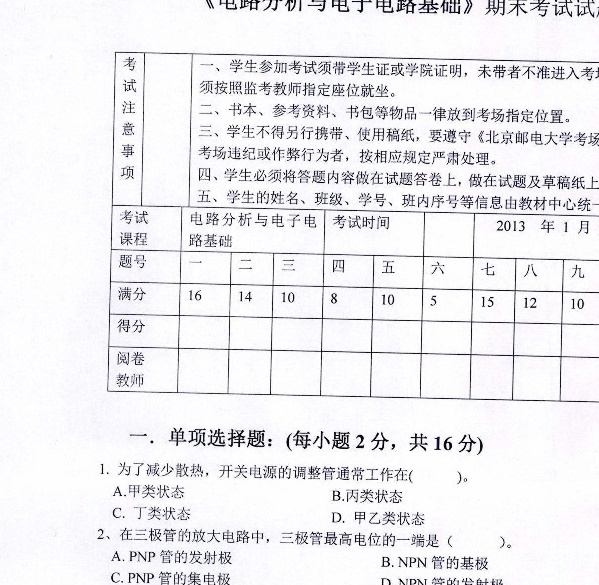 《电路分析与电子电路基础》期末考试试
考试注意事项
一、学生参加考试须带学生证或学院证明，未带者不准进入考
须按照监考教师指定座位就坐。
二、书本、参考资料、书包等物品一律放到考场指定位置。
三、学生不得另行携带、使用稿纸，要遵守《北京邮电大学考场
考场违纪或作弊行为者，按相应规定严肃处理。
四、学生必须将答题内容做在试题答卷上，做在试题及草稿纸上
五、学生的姓名、班级、学号、班内序号等信息由教材中心统一
考试课程 电路分析与电子电路基础 考试时间 2013 年 1 月
题号 一 二 三 四 五 六 七 八 九
满分 16 14 10 8 10 5 15 12 10
得分
阅卷教师
一．单项选择题：(每小题 2 分，共 16 分)
1. 为了减少散热，开关电源的调整管通常工作在( )。
A.甲类状态 B.丙类状态
C. 丁类状态 D. 甲乙类状态
2、在三极管的放大电路中，三极管最高电位的一端是（ ）。
A. PNP 管的发射极 B. NPN 管的基极
C. PNP 管的集电极 D. NPN 管的发射极